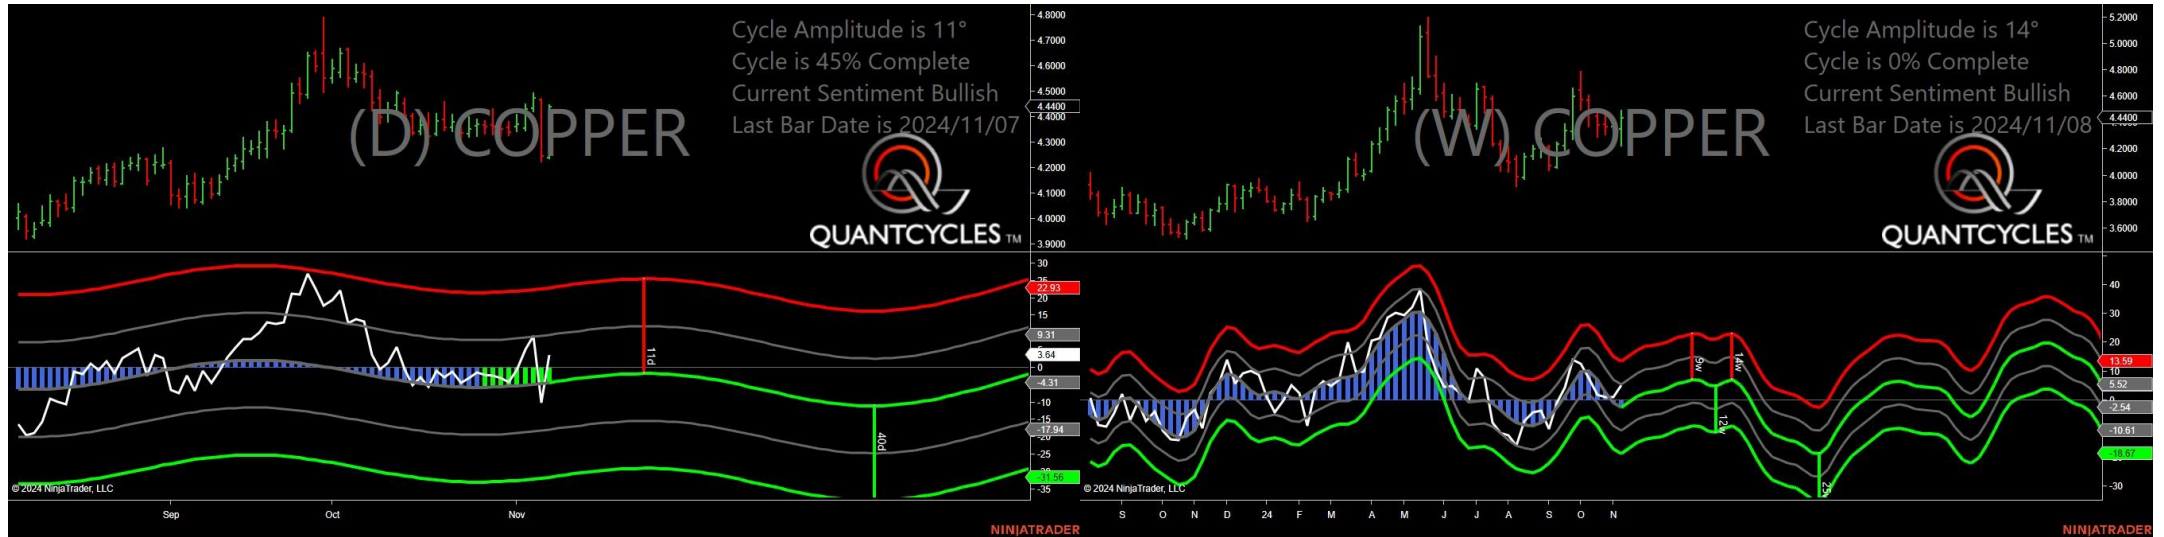 Cycle Amplitude is 11°
Cycle is 45% Complete
Current Sentiment Bullish
Last Bar Date is 2024/11/07
(D) COPPER
QUANTCYCLES TM
4.8000
4.7000
4.6000
4.5000
4.4400
4.4000
4.3000
4.2000
4.1000
4.0000
3.9000
30
25
22.93
20
15
9.31
5
3.64
0
-4.31
-10
-15
-17.94
-25
-31.56
-35
11d
40d
© 2024 NinjaTrader, LLC
Sep
Oct
Nov
NINJATRADER
Cycle Amplitude is 14°
Cycle is 0% Complete
Current Sentiment Bullish
Last Bar Date is 2024/11/08
(W) COPPER
QUANTCYCLES TM
5.2000
5.0000
4.8000
4.6000
4.4400
4.2000
4.0000
3.8000
3.6000
40
30
20
13.59
10
5.52
0
-2.54
-10.61
-18.67
-30
9w
14w
12w
© 2024 NinjaTrader, LLC
S O N D 24 F M A M J J A S O N
NINJATRADER